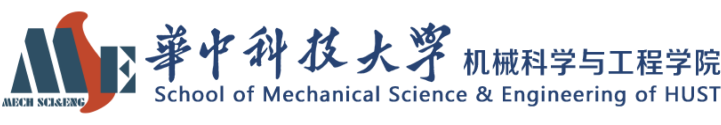 MSE
MECH SCI&ENG
華中科技大学 机械科学与工程学院
School of Mechanical Science & Engineering of HUST